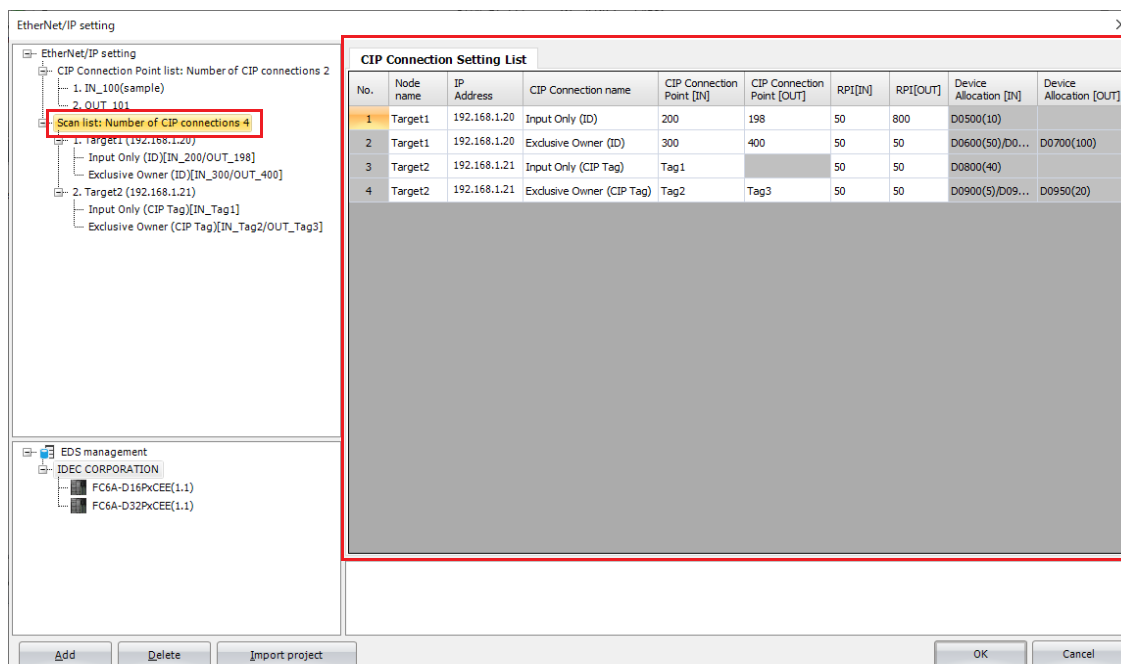 EtherNet/IP setting
EtherNet/IP setting
CIP Connection Point list: Number of CIP connections 2
1. IN_100(sample)
2. OUT_101
Scan list: Number of CIP connections 4
1. Target1 (192.168.1.20)
Input Only (ID)[IN_200/OUT_198]
Exclusive Owner (ID)[IN_300/OUT_400]
2. Target2 (192.168.1.21)
Input Only (CIP Tag)[IN_Tag1]
Exclusive Owner (CIP Tag)[IN_Tag2/OUT_Tag3]
EDS management
IDEC CORPORATION
FC6A-D16PxCEE(1.1)
FC6A-D32PxCEE(1.1)
CIP Connection Setting List
No. Node name IP Address CIP Connection name CIP Connection Point [IN] CIP Connection Point [OUT] RPI[IN] RPI[OUT] Device Allocation [IN] Device Allocation [OUT]
1 Target1 192.168.1.20 Input Only (ID) 200 198 50 800 D0500(10)
2 Target1 192.168.1.20 Exclusive Owner (ID) 300 400 50 50 D0600(50)/D0... D0700(100)
3 Target2 192.168.1.21 Input Only (CIP Tag) Tag1 50 50 D0800(40)
4 Target2 192.168.1.21 Exclusive Owner (CIP Tag) Tag2 Tag3 50 50 D0900(5)/D09... D0950(20)
Add Delete Import project OK Cancel